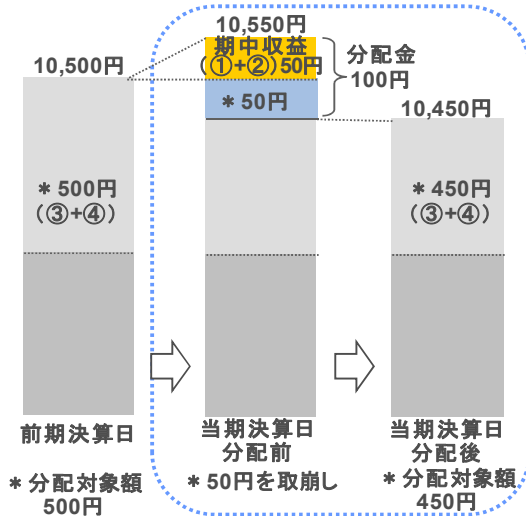 10,500円
＊500円
（③+④）
前期決算日
＊分配対象額
500円
10,550円
期中収益
（①+②）50円
＊50円
分配金
100円
当期決算日
分配前
＊50円を取崩し
10,450円
＊450円
（③+④）
当期決算日
分配後
＊分配対象額
450円